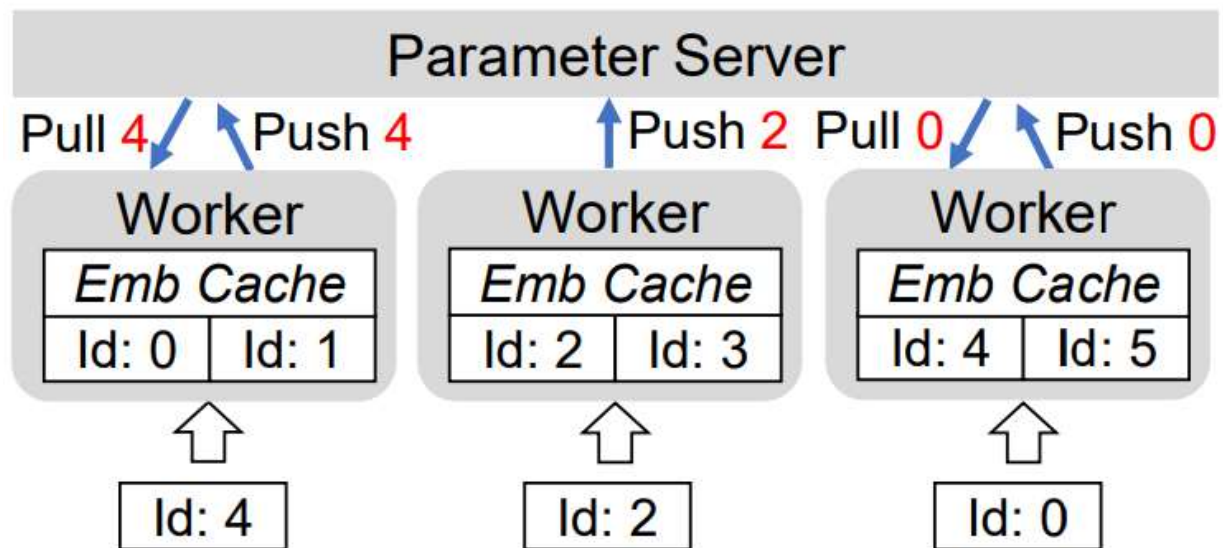 Parameter Server
Pull 4 Push 4 Push 2 Pull 0 Push 0
Worker Worker Worker
Emb Cache Emb Cache Emb Cache
Id: 0 Id: 1 Id: 2 Id: 3 Id: 4 Id: 5
Id: 4 Id: 2 Id: 0